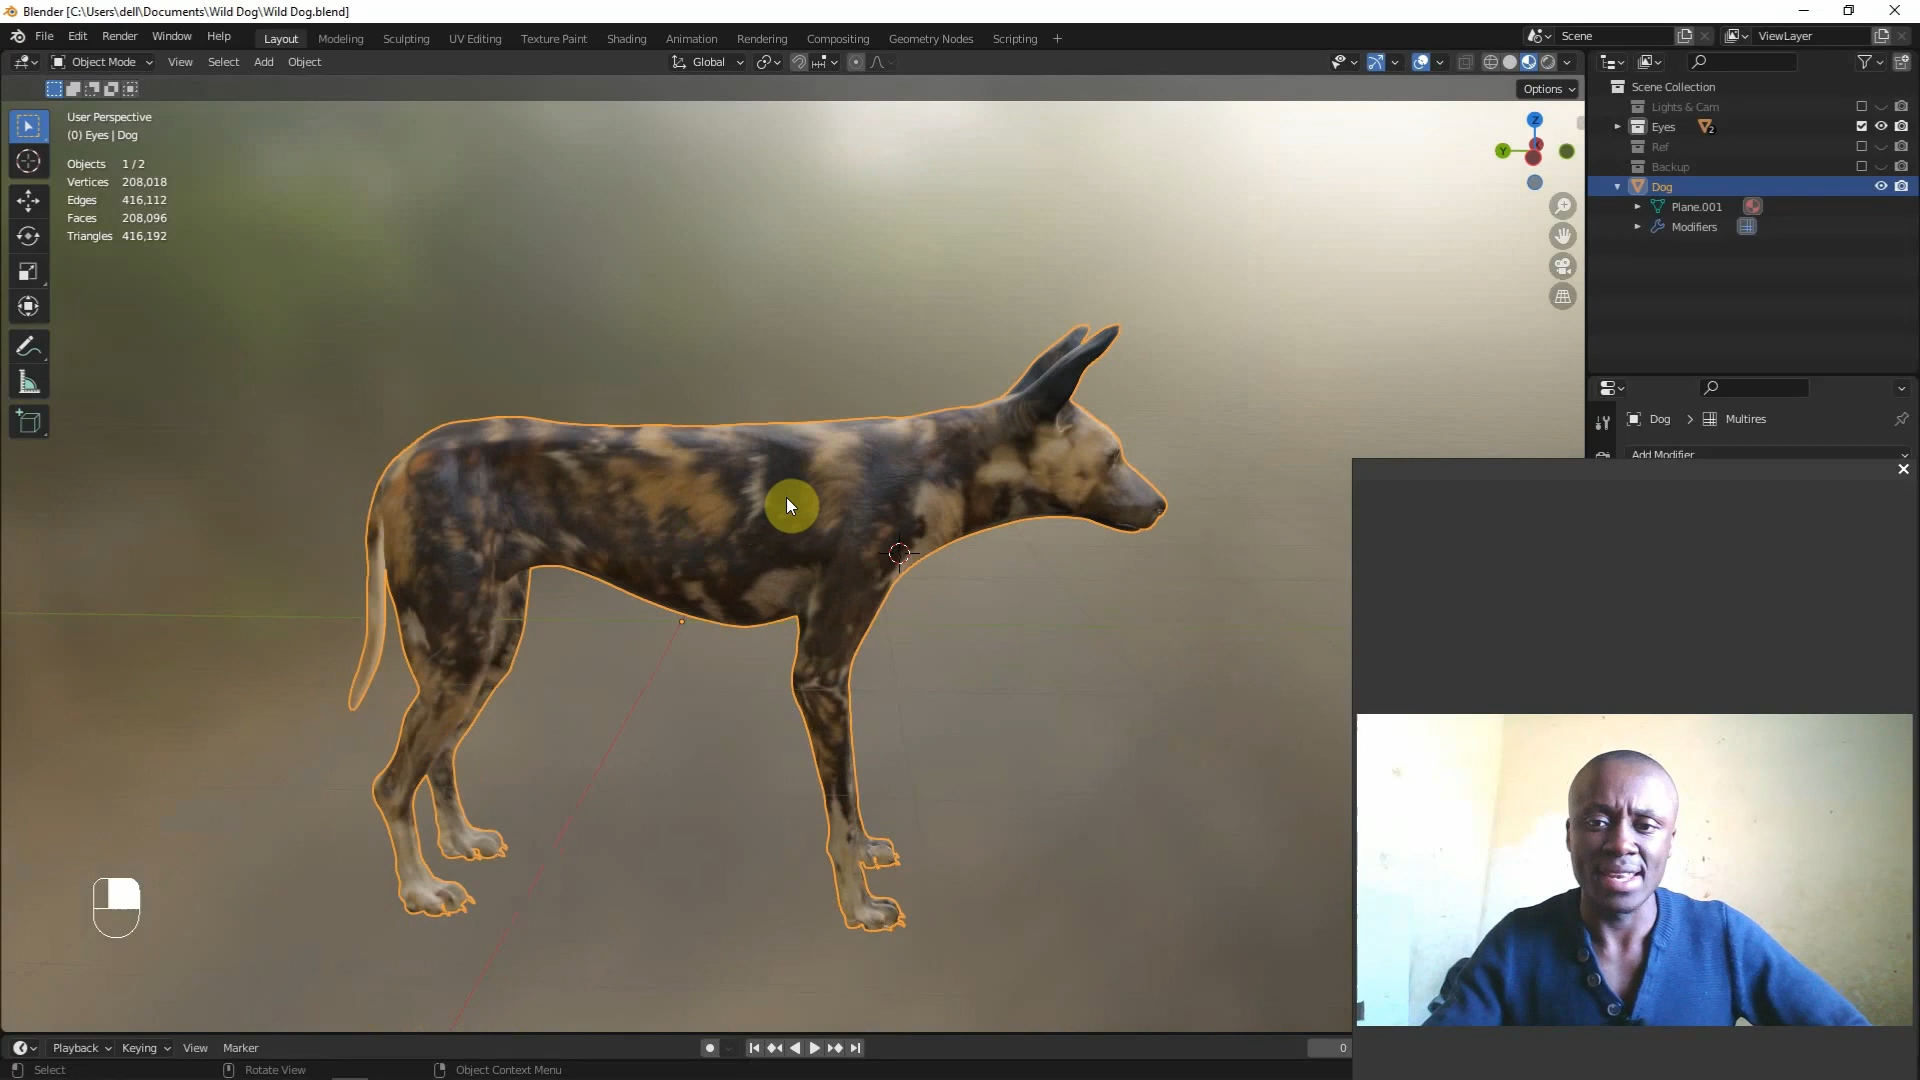 Blender [C:\Users\dell\Documents\Wild Dog\Wild Dog.blend]
File Edit Render Window Help
Layout Modeling Sculpting UV Editing Texture Paint Shading Animation Rendering Compositing Geometry Nodes Scripting
Scene
ViewLayer
Object Mode View Select Add Object
Global
Options
User Perspective
(0) Eyes | Dog
Objects 1 / 2
Vertices 208,018
Edges 416,112
Faces 208,096
Triangles 416,192
Z
Y
Scene Collection
Lights & Cam
Eyes
2
Ref
Backup
Dog
Plane.001
Modifiers
Dog Multires
Add Modifier
Playback Keying View Marker
0
Select Rotate View Object Context Menu